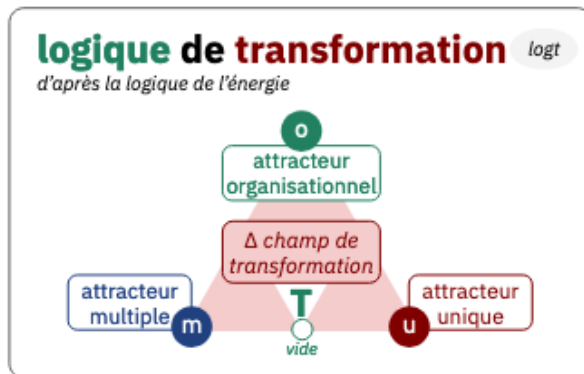 logique de transformation
logt
d'après la logique de l'énergie
o
attracteur
organisationnel
Δ champ de
transformation
attracteur
multiple
m
T
vide
attracteur
unique
u